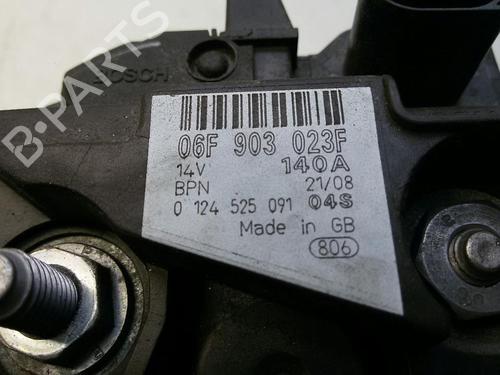 B-PARTS
BOSCH
06F 903 023F
14V 140A
BPN 21/08
0 124 525 091 04S
Made in GB
806